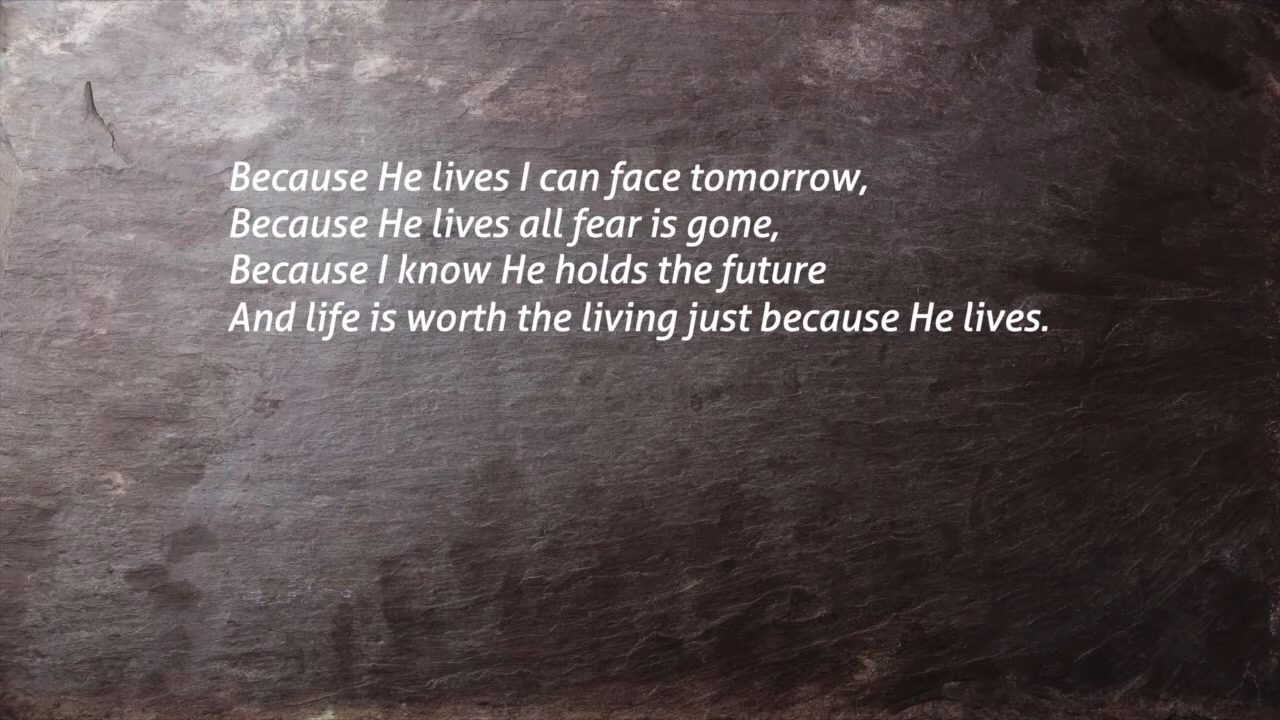 Because He lives I can face tomorrow,
Because He lives all fear is gone,
Because I know He holds the future
And life is worth the living just because He lives.